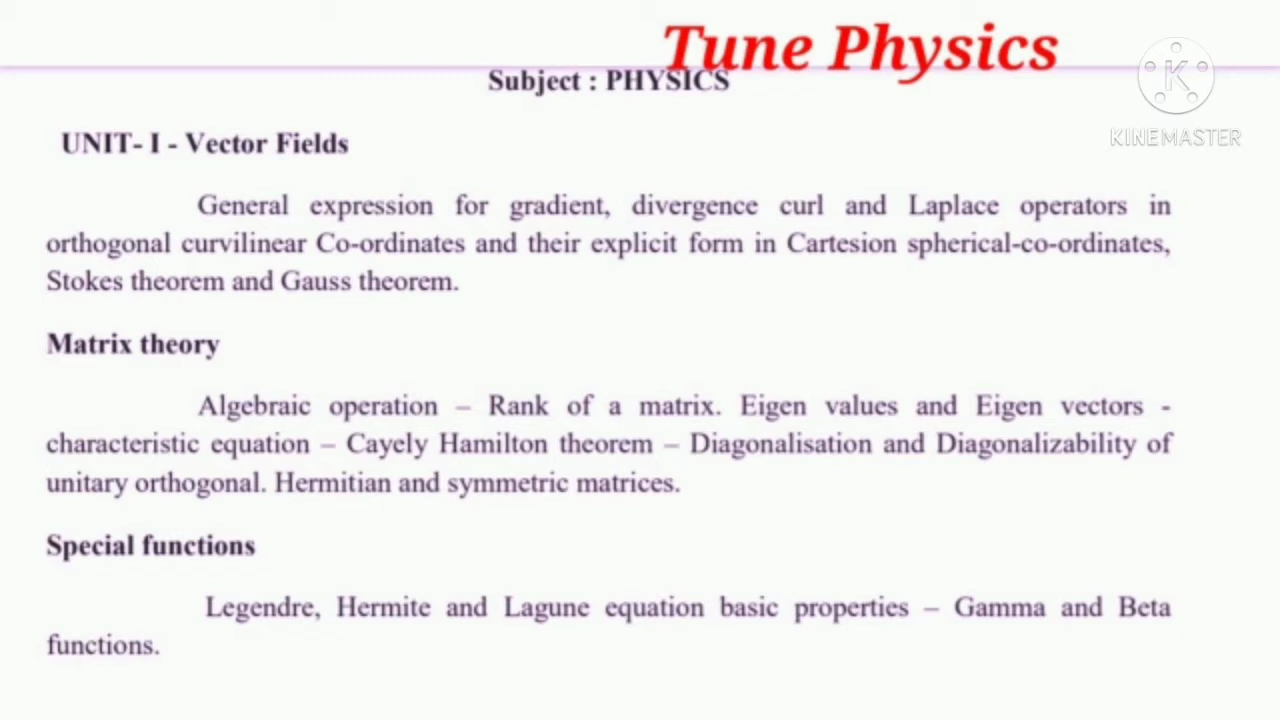 Tune Physics
KINEMASTER
Subject : PHYSICS
UNIT- I - Vector Fields
General expression for gradient, divergence curl and Laplace operators in
orthogonal curvilinear Co-ordinates and their explicit form in Cartesion spherical-co-ordinates,
Stokes theorem and Gauss theorem.
Matrix theory
Algebraic operation – Rank of a matrix. Eigen values and Eigen vectors -
characteristic equation – Cayely Hamilton theorem – Diagonalisation and Diagonalizability of
unitary orthogonal. Hermitian and symmetric matrices.
Special functions
Legendre, Hermite and Lagune equation basic properties – Gamma and Beta
functions.